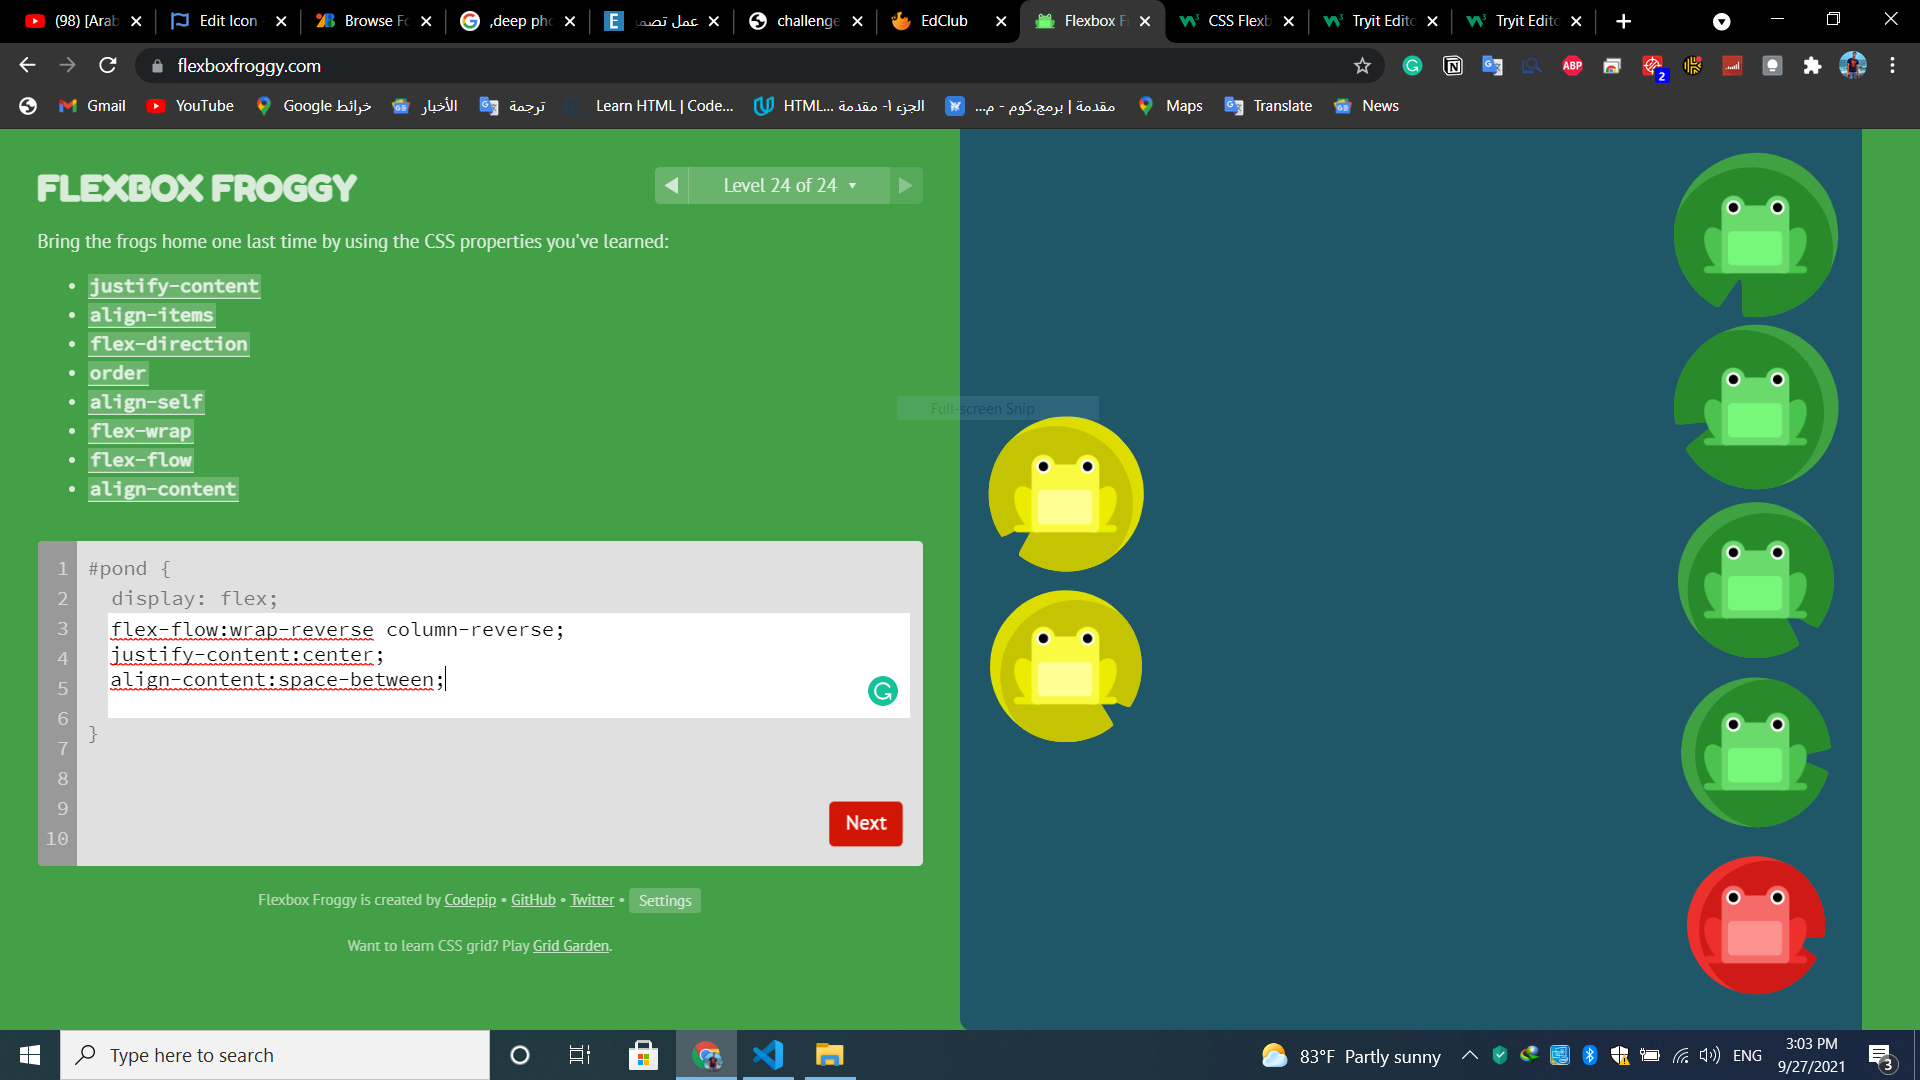 (98) [Arab
Edit Icon
Browse Fo
,deep pho
عمل تصمي
challenge
EdClub
Flexbox Fr
CSS Flexb
Tryit Edito
Tryit Edito
flexboxfroggy.com
ABP
2
Gmail
YouTube
خرائط Google
الأخبار
ترجمة
Learn HTML | Code...
الجزء ١- مقدمة HTML...
مقدمة | برمج.كوم - م...
Maps
Translate
News
FLEXBOX FROGGY
Level 24 of 24
Bring the frogs home one last time by using the CSS properties you've learned:
justify-content
align-items
flex-direction
order
align-self
flex-wrap
flex-flow
align-content
Full-screen Snip
1 #pond {
2 display: flex;
3 flex-flow:wrap-reverse column-reverse;
4 justify-content:center;
5 align-content:space-between;
6
7 }
8
9
10
Next
Flexbox Froggy is created by Codepip • GitHub • Twitter • Settings
Want to learn CSS grid? Play Grid Garden.
Type here to search
83°F Partly sunny
ENG
3:03 PM
9/27/2021
3